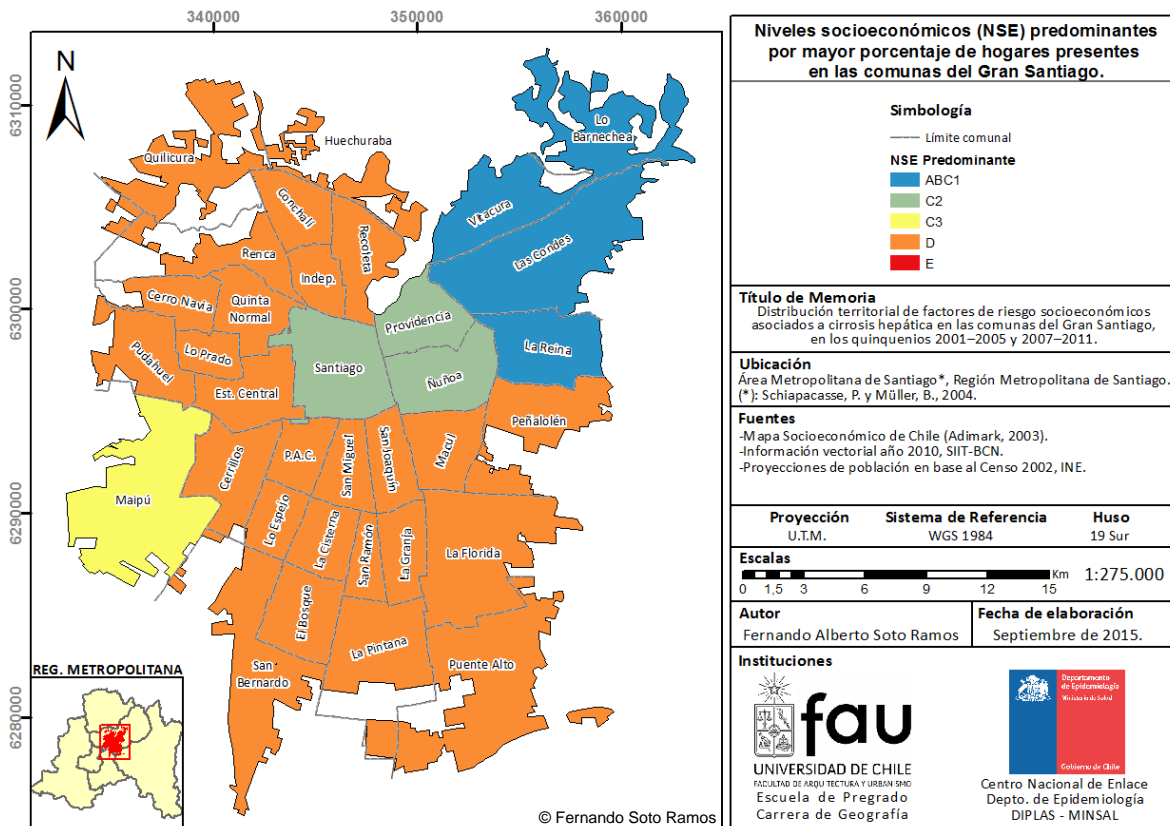 340000 350000 360000
6310000
6300000
6290000
6280000
N
Quilicura
Huechuraba
Lo
Barnechea
Conchalí
Recoleta
Vitacura
Las Condes
Renca
Indep.
Cerro Navia
Quinta
Normal
Providencia
Lo Prado
Pudahuel
Santiago
Ñuñoa
La Reina
Est. Central
Peñalolén
Maipú
Cerrillos
P.A.C.
San Miguel
San Joaquín
Macul
Lo Espejo
La Cisterna
San Ramón
La Granja
La Florida
El Bosque
La Pintana
San
Bernardo
Puente Alto
REG. METROPOLITANA
© Fernando Soto Ramos
Niveles socioeconómicos (NSE) predominantes
por mayor porcentaje de hogares presentes
en las comunas del Gran Santiago.
Simbología
Límite comunal
NSE Predominante
ABC1
C2
C3
D
E
Título de Memoria
Distribución territorial de factores de riesgo socioeconómicos
asociados a cirrosis hepática en las comunas del Gran Santiago,
en los quinquenios 2001–2005 y 2007–2011.
Ubicación
Área Metropolitana de Santiago*, Región Metropolitana de Santiago.
(*): Schiapacasse, P. y Müller, B., 2004.
Fuentes
-Mapa Socioeconómico de Chile (Adimark, 2003).
-Información vectorial año 2010, SIIT-BCN.
-Proyecciones de población en base al Censo 2002, INE.
Proyección Sistema de Referencia Huso
U.T.M. WGS 1984 19 Sur
Escalas
0 1,5 3 6 9 12 15 Km 1:275.000
Autor
Fernando Alberto Soto Ramos
Fecha de elaboración
Septiembre de 2015.
Instituciones
fau
UNIVERSIDAD DE CHILE
FACULTAD DE ARQUITECTURA Y URBANISMO
Escuela de Pregrado
Carrera de Geografía
Departamento
de Epidemiología
Ministerio de Salud
Gobierno de Chile
Centro Nacional de Enlace
Depto. de Epidemiología
DIPLAS - MINSAL